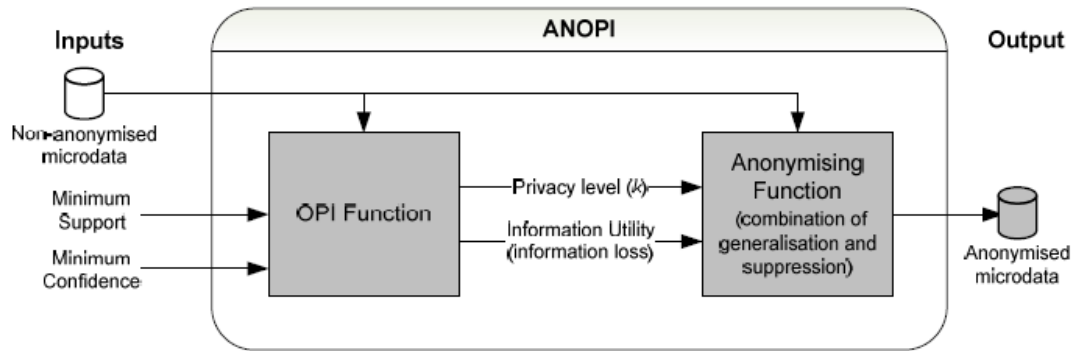 ANOPI
Inputs
Output
Non-anonymised
microdata
Minimum
Support
Minimum
Confidence
OPI Function
Privacy level (k)
Information Utility
(information loss)
Anonymising
Function
(combination of
generalisation and
suppression)
Anonymised
microdata